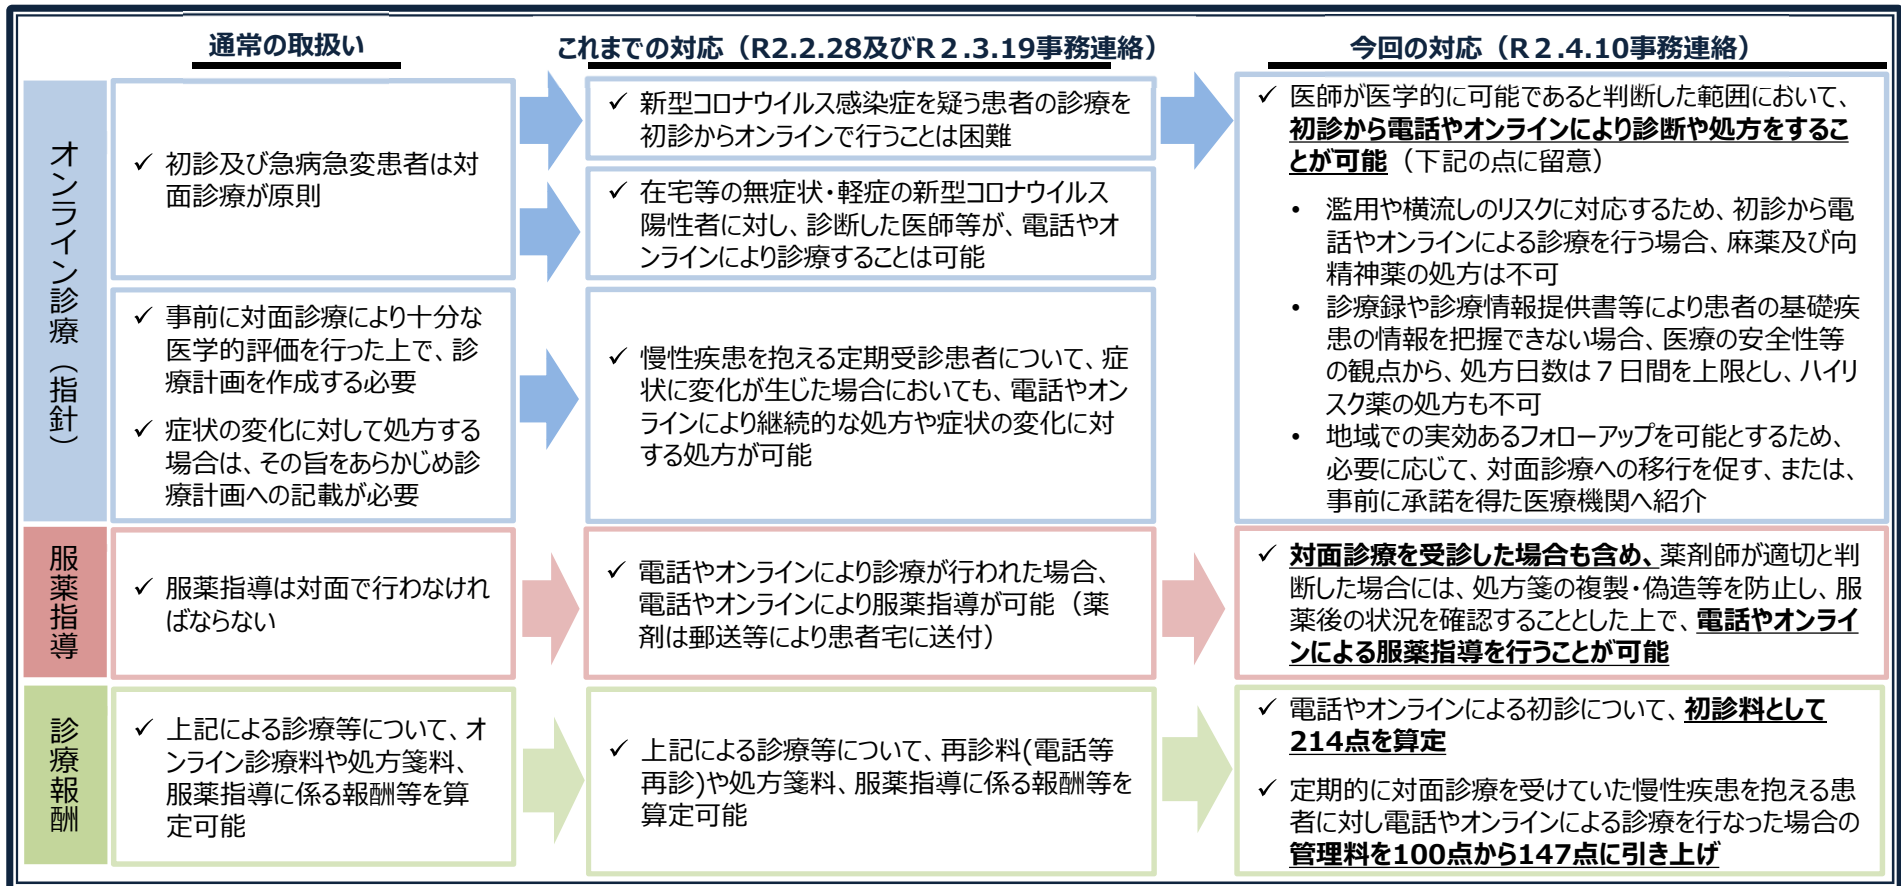 通常の取扱い
これまでの対応（R2.2.28及びR２.3.19事務連絡）
今回の対応（R２.4.10事務連絡）
オンライン診療（指針）
✓ 初診及び急病急変患者は対
面診療が原則
✓ 事前に対面診療により十分な
医学的評価を行った上で、診
療計画を作成する必要
✓ 症状の変化に対して処方する
場合は、その旨をあらかじめ診
療計画への記載が必要
✓ 新型コロナウイルス感染症を疑う患者の診療を
初診からオンラインで行うことは困難
✓ 在宅等の無症状・軽症の新型コロナウイルス
陽性者に対し、診断した医師等が、電話やオ
ンラインにより診療することは可能
✓ 慢性疾患を抱える定期受診患者について、症
状に変化が生じた場合においても、電話やオン
ラインにより継続的な処方や症状の変化に対
する処方が可能
✓ 医師が医学的に可能であると判断した範囲において、
初診から電話やオンラインにより診断や処方をするこ
とが可能（下記の点に留意）
• 濫用や横流しのリスクに対応するため、初診から電
話やオンラインによる診療を行う場合、麻薬及び向
精神薬の処方は不可
• 診療録や診療情報提供書等により患者の基礎疾
患の情報を把握できない場合、医療の安全性等
の観点から、処方日数は７日間を上限とし、ハイリ
スク薬の処方も不可
• 地域での実効あるフォローアップを可能とするため、
必要に応じて、対面診療への移行を促す、または、
事前に承諾を得た医療機関へ紹介
服薬指導
✓ 服薬指導は対面で行わなけれ
ばならない
✓ 電話やオンラインにより診療が行われた場合、
電話やオンラインにより服薬指導が可能（薬
剤は郵送等により患者宅に送付）
✓ 対面診療を受診した場合も含め、薬剤師が適切と判
断した場合には、処方箋の複製・偽造等を防止し、服
薬後の状況を確認することとした上で、電話やオンライ
ンによる服薬指導を行うことが可能
診療報酬
✓ 上記による診療等について、オ
ンライン診療料や処方箋料、
服薬指導に係る報酬等を算
定可能
✓ 上記による診療等について、再診料(電話等
再診)や処方箋料、服薬指導に係る報酬等を
算定可能
✓ 電話やオンラインによる初診について、初診料として
214点を算定
✓ 定期的に対面診療を受けていた慢性疾患を抱える患
者に対し電話やオンラインによる診療を行なった場合の
管理料を100点から147点に引き上げ